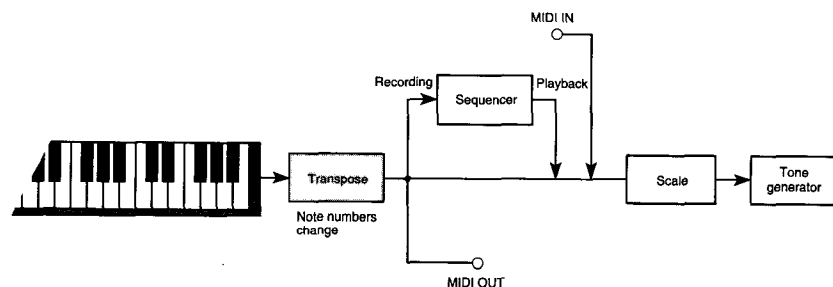 MIDI IN
Recording
Sequencer
Playback
Transpose
Scale
Tone
generator
Note numbers
change
MIDI OUT